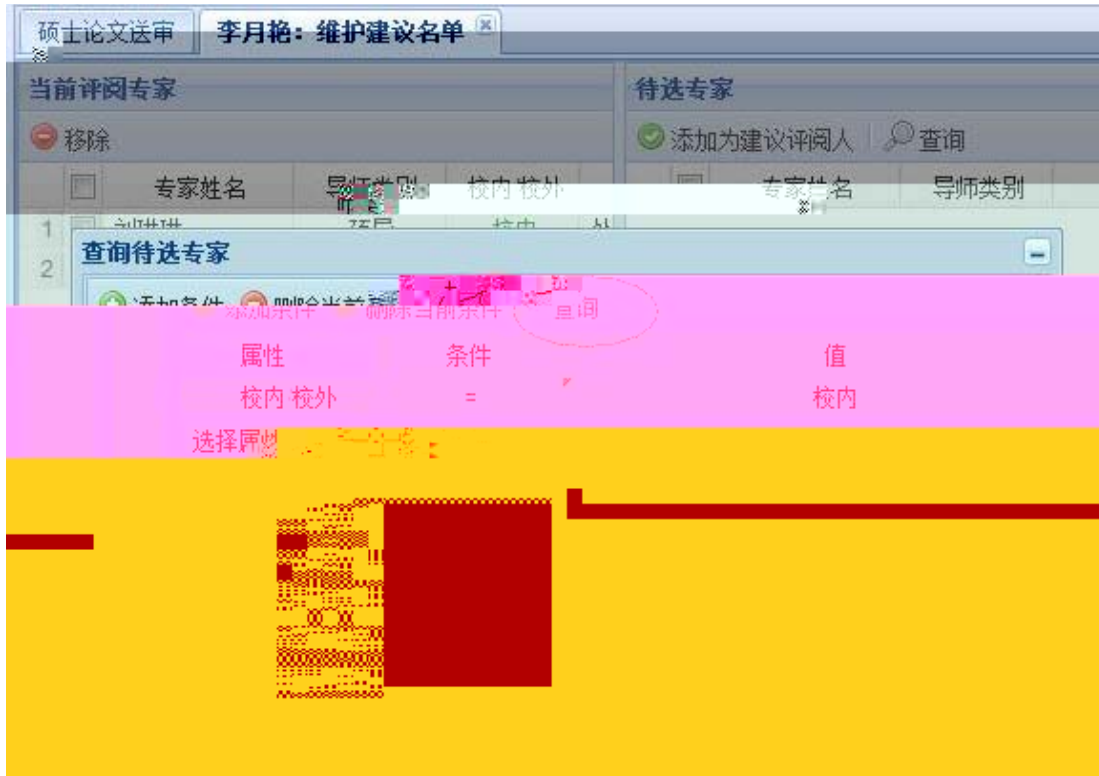 硕士论文送审 李月艳：维护建议名单
当前评阅专家 待选专家
移除 添加为建议评阅人 查询
专家姓名 导师类别 校内 校外 专家姓名 导师类别
1
2
查询待选专家
添加条件 删除当前条件 查询
属性 条件 值
校内 校外 = 校内
选择属性